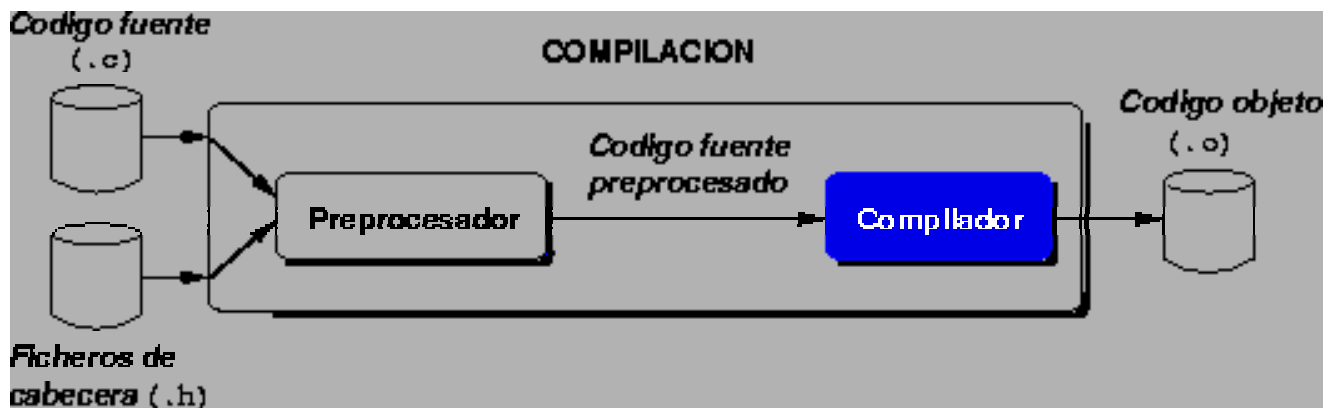 Codigo fuente
(.c)
COMPILACION
Codigo objeto
(.o)
Codigo fuente
preprocesado
Preprocesador
Compilador
Ficheros de
cabecera (.h)